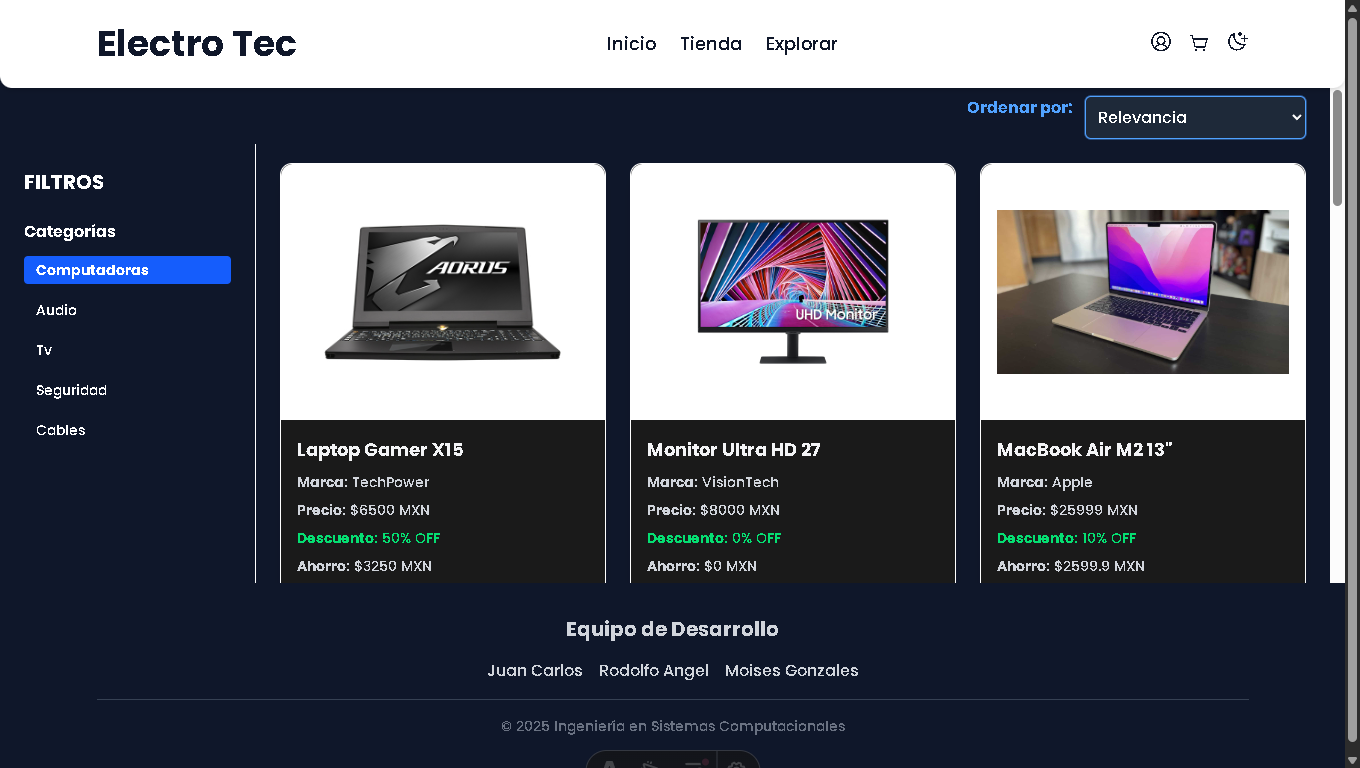 Electro Tec
Inicio Tienda Explorar
Ordenar por: Relevancia
FILTROS
Categorías
Computadoras
Audio
Tv
Seguridad
Cables
AORUS
UHD Monitor
Laptop Gamer X15
Marca: TechPower
Precio: $6500 MXN
Descuento: 50% OFF
Ahorro: $3250 MXN
Monitor Ultra HD 27
Marca: VisionTech
Precio: $8000 MXN
Descuento: 0% OFF
Ahorro: $0 MXN
MacBook Air M2 13"
Marca: Apple
Precio: $25999 MXN
Descuento: 10% OFF
Ahorro: $2599.9 MXN
Equipo de Desarrollo
Juan Carlos Rodolfo Angel Moises Gonzales
© 2025 Ingeniería en Sistemas Computacionales